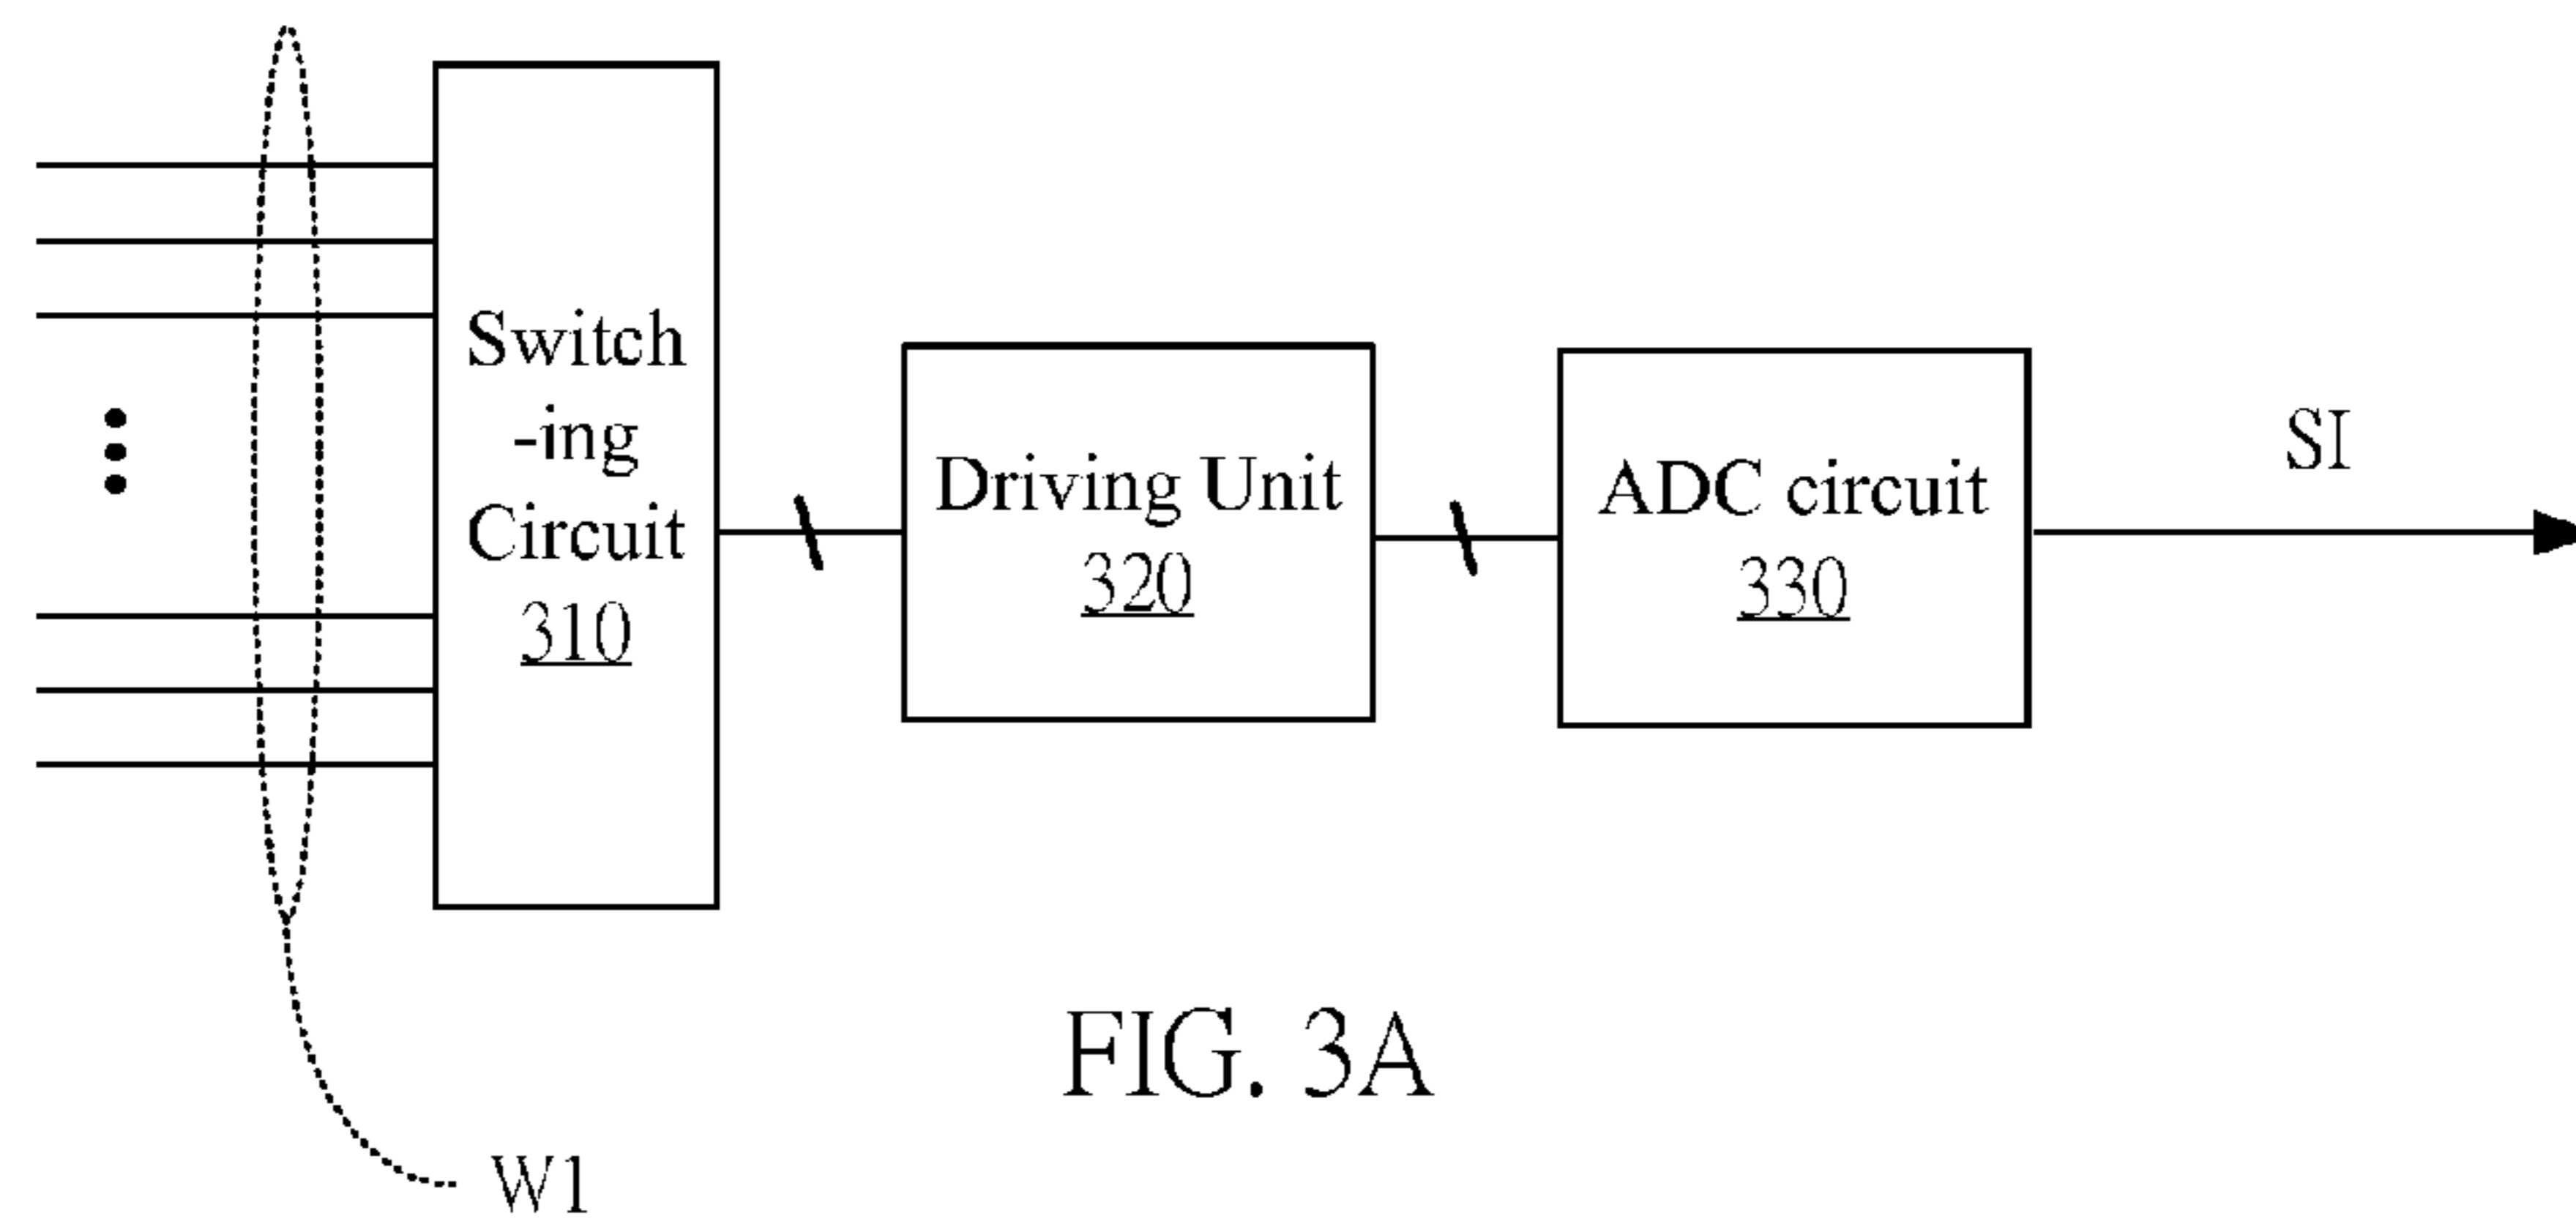 Switch
-ing
Circuit
310
Driving Unit
320
ADC circuit
330
SI
FIG. 3A
W1